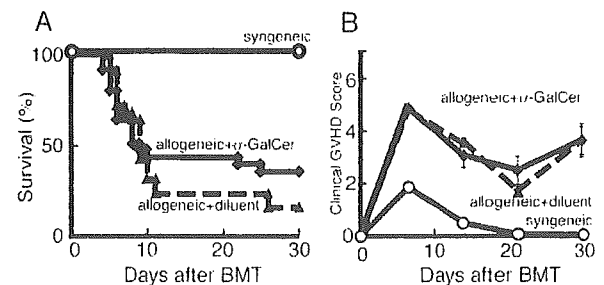 A
Survival (%)
100
50
0
syngeneic
allogeneic+α-GalCer
allogeneic+diluent
0 10 20 30
Days after BMT
B
Clinical GVHD Score
6
4
2
0
allogeneic+α-GalCer
allogeneic+diluent
syngeneic
0 10 20 30
Days after BMT